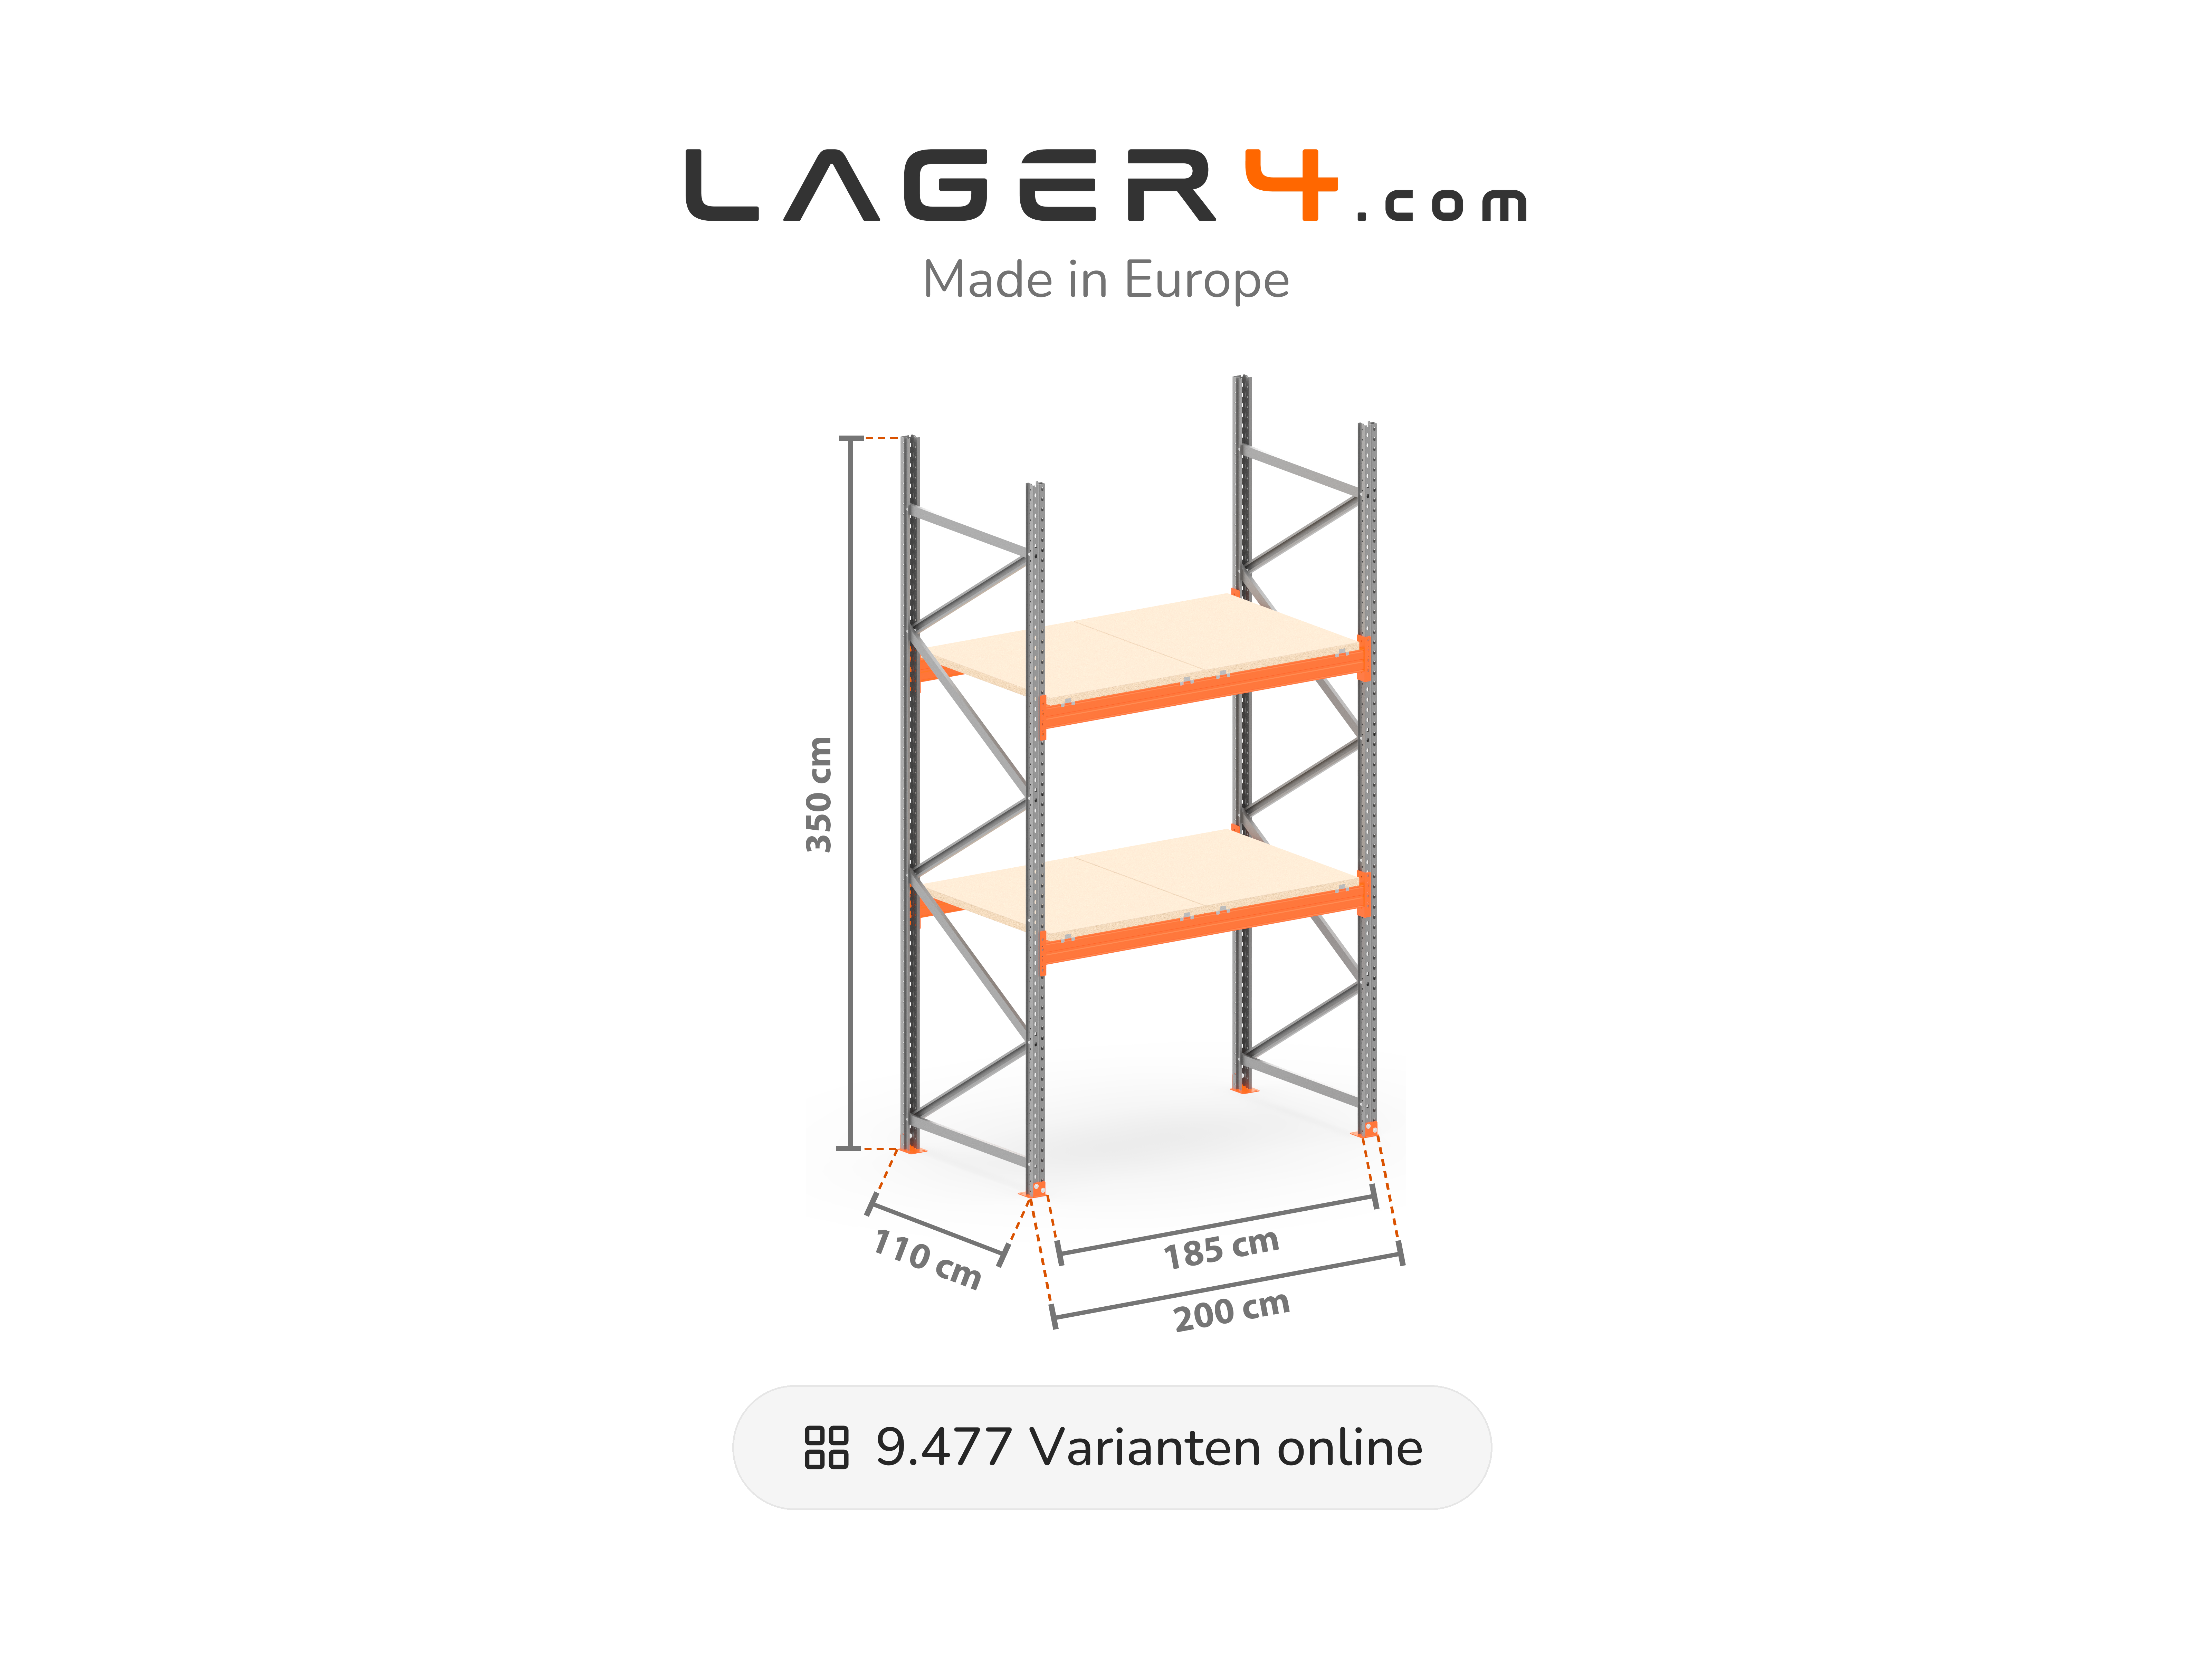 LAGER4.com
Made in Europe
350 cm
110 cm
185 cm
200 cm
9.477 Varianten online